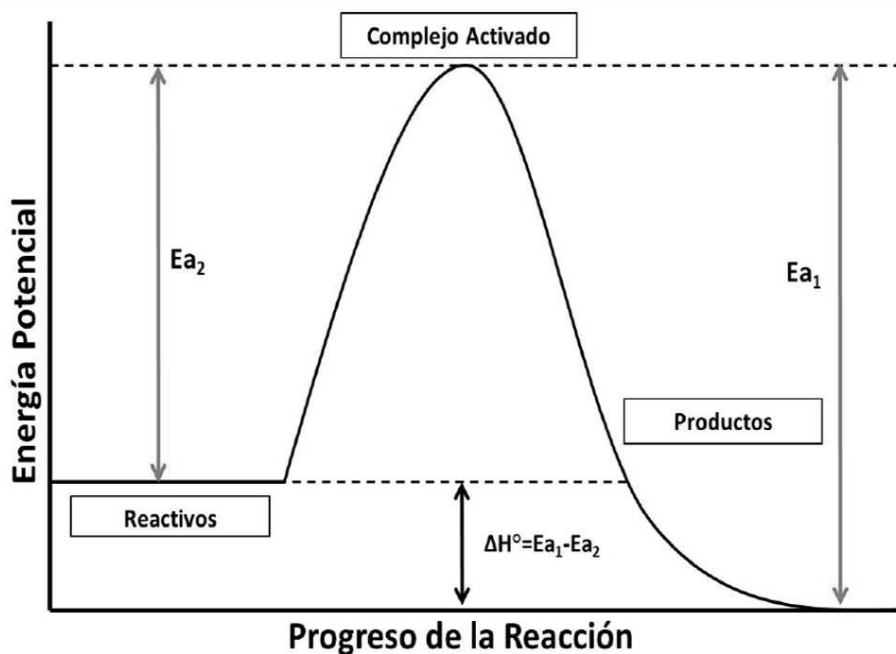 Complejo Activado
Energía Potencial
Ea₂
Ea₁
Productos
Reactivos
ΔH°=Ea₁-Ea₂
Progreso de la Reacción